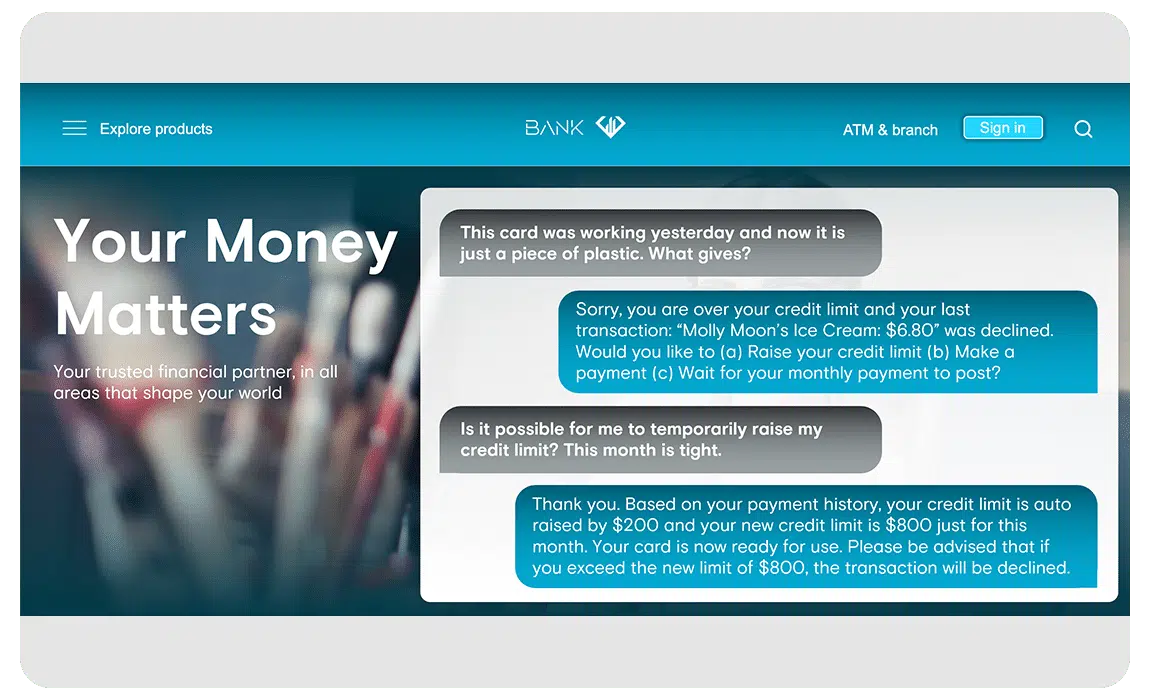 Explore products
BANK
ATM & branch
Sign in
Your Money
Matters
Your trusted financial partner, in all
areas that shape your world
This card was working yesterday and now it is
just a piece of plastic. What gives?
Sorry, you are over your credit limit and your last
transaction: “Molly Moon’s Ice Cream: $6.80” was declined.
Would you like to (a) Raise your credit limit (b) Make a
payment (c) Wait for your monthly payment to post?
Is it possible for me to temporarily raise my
credit limit? This month is tight.
Thank you. Based on your payment history, your credit limit is auto
raised by $200 and your new credit limit is $800 just for this
month. Your card is now ready for use. Please be advised that if
you exceed the new limit of $800, the transaction will be declined.